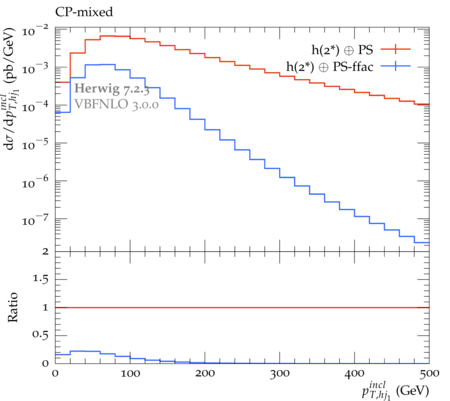 CP-mixed
10⁻²
10⁻³
10⁻⁴
10⁻⁵
10⁻⁶
10⁻⁷
dσ/dp^{incl}_{T,hj₁} (pb/GeV)
h(2*) ⊕ PS
h(2*) ⊕ PS-ffac
Herwig 7.2.3
VBFNLO 3.0.0
2
1.5
1
0.5
0
Ratio
0 100 200 300 400 500
p^{incl}_{T,hj₁} (GeV)